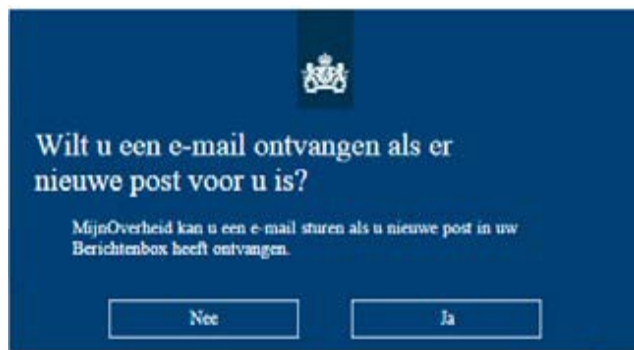 Wilt u een e-mail ontvangen als er
nieuwe post voor u is?
MijnOverheid kan u een e-mail sturen als u nieuwe post in uw
Berichtenbox heeft ontvangen.
Nee
Ja